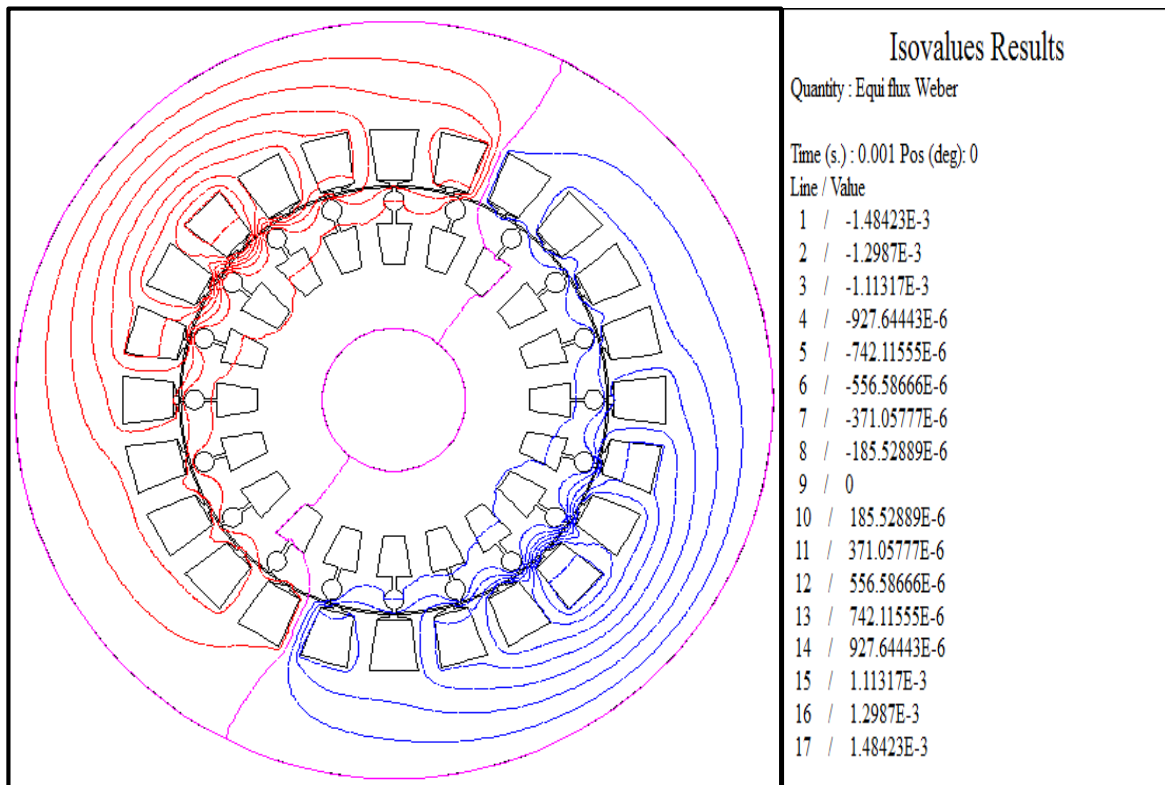 Isovalues Results
Quantity : Equi flux Weber
Time (s.) : 0.001 Pos (deg): 0
Line / Value
1 / -1.48423E-3
2 / -1.2987E-3
3 / -1.11317E-3
4 / -927.64443E-6
5 / -742.11555E-6
6 / -556.58666E-6
7 / -371.05777E-6
8 / -185.52889E-6
9 / 0
10 / 185.52889E-6
11 / 371.05777E-6
12 / 556.58666E-6
13 / 742.11555E-6
14 / 927.64443E-6
15 / 1.11317E-3
16 / 1.2987E-3
17 / 1.48423E-3